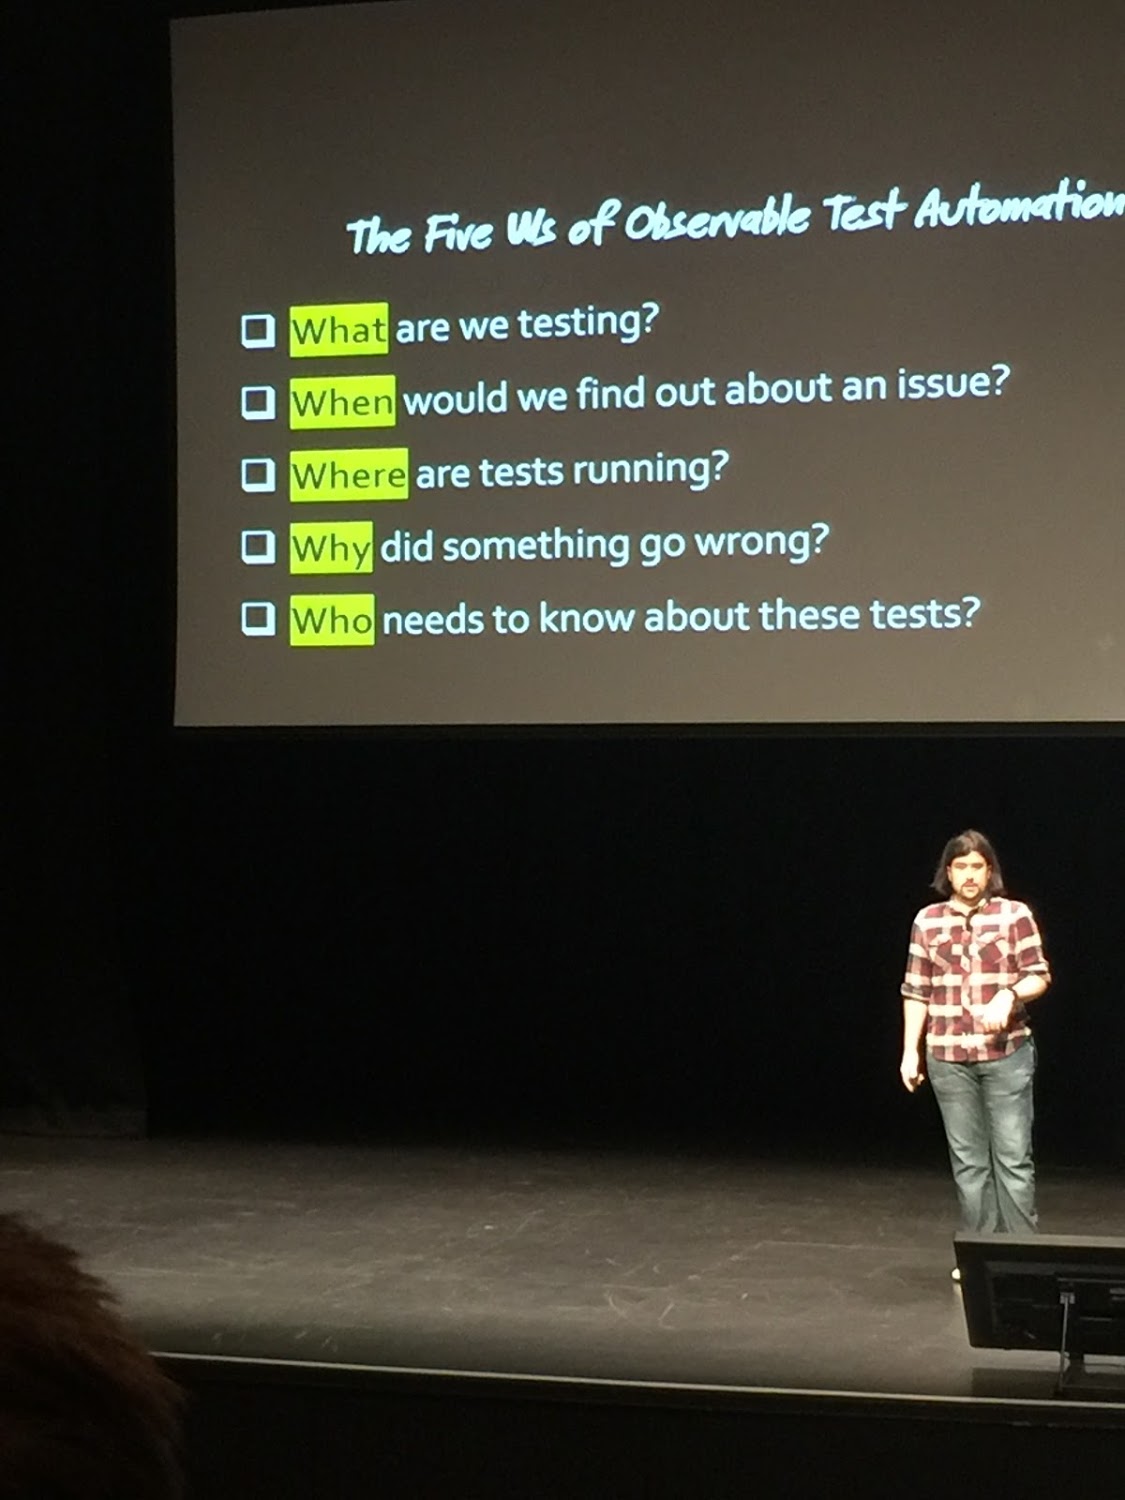 The Five Ws of Observable Test Automation
What are we testing?
When would we find out about an issue?
Where are tests running?
Why did something go wrong?
Who needs to know about these tests?